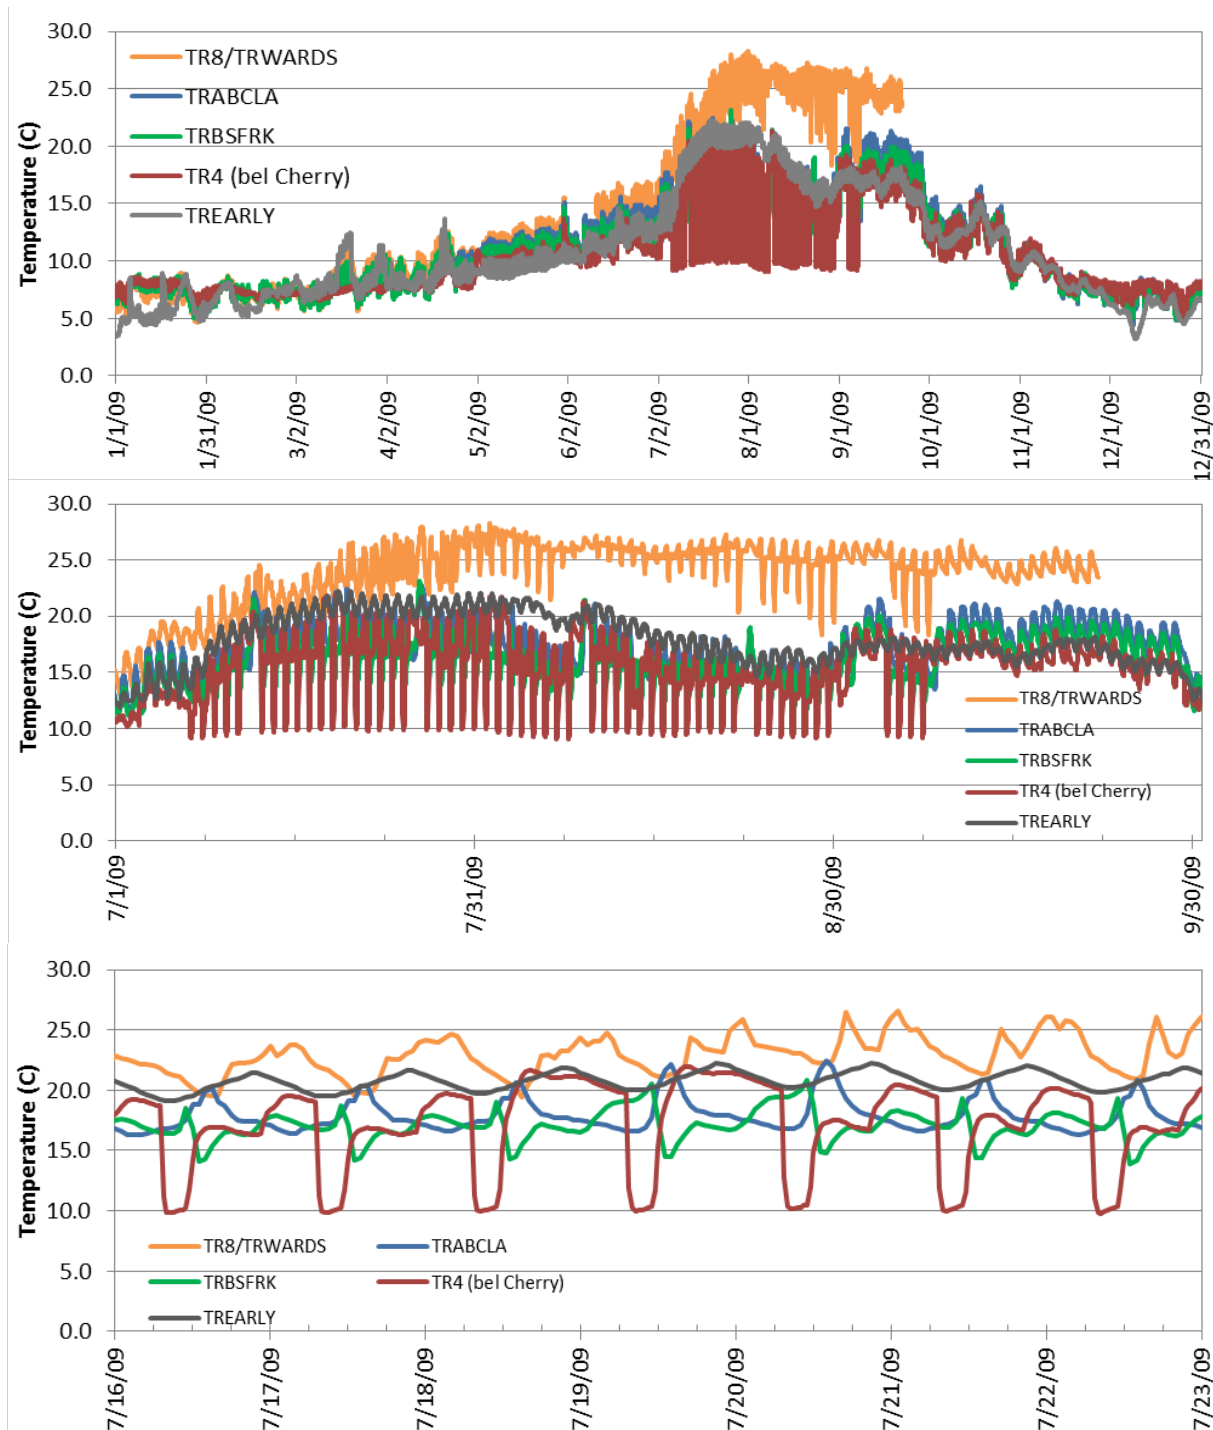 Temperature (C)
30.0
25.0
20.0
15.0
10.0
5.0
0.0
TR8/TRWARDS
TRABCLA
TRBSFRK
TR4 (bel Cherry)
TREARLY
1/1/09
1/31/09
3/2/09
4/2/09
5/2/09
6/2/09
7/2/09
8/1/09
9/1/09
10/1/09
11/1/09
12/1/09
12/31/09
Temperature (C)
30.0
25.0
20.0
15.0
10.0
5.0
0.0
TR8/TRWARDS
TRABCLA
TRBSFRK
TR4 (bel Cherry)
TREARLY
7/1/09
7/31/09
8/30/09
9/30/09
Temperature (C)
30.0
25.0
20.0
15.0
10.0
5.0
0.0
TR8/TRWARDS TRABCLA
TRBSFRK TR4 (bel Cherry)
TREARLY
7/16/09
7/17/09
7/18/09
7/19/09
7/20/09
7/21/09
7/22/09
7/23/09